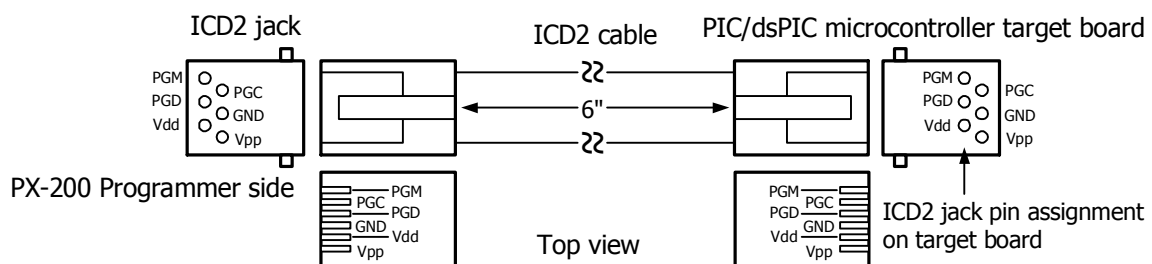 ICD2 jack
ICD2 cable
PIC/dsPIC microcontroller target board
PGM
PGC
PGD
GND
Vdd
Vpp
6"
PGM
PGC
PGD
GND
Vdd
Vpp
PX-200 Programmer side
PGM
PGC
PGD
GND
Vdd
Vpp
Top view
PGM
PGC
PGD
GND
Vdd
Vpp
ICD2 jack pin assignment
on target board